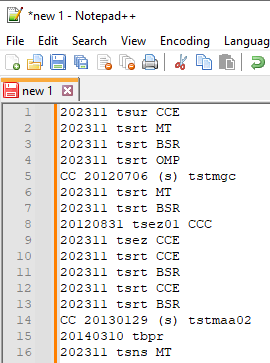 *new 1 - Notepad++
File Edit Search View Encoding Languag
new 1
1 202311 tsur CCE
2 202311 tsrt MT
3 202311 tsrt BSR
4 202311 tsrt OMP
5 CC 20120706 (s) tstmgc
6 202311 tsrt MT
7 202311 tsrt BSR
8 20120831 tsez01 CCC
9 202311 tsez CCE
10 202311 tsrt CCE
11 202311 tsrt BSR
12 202311 tsrt CCE
13 202311 tsrt BSR
14 CC 20130129 (s) tstmaa02
15 20140310 tbpr
16 202311 tsns MT